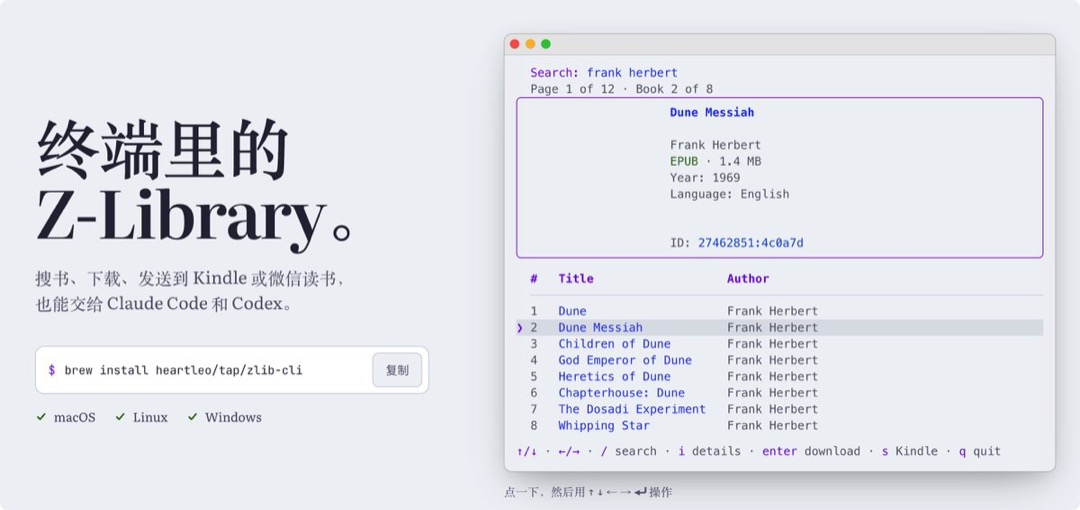 终端里的
Z-Library。
搜书、下载、发送到 Kindle 或微信读书，
也能交给 Claude Code 和 Codex。
$ brew install heartleo/tap/zlib-cli
复制
✓ macOS ✓ Linux ✓ Windows
Search: frank herbert
Page 1 of 12 · Book 2 of 8
Dune Messiah
Frank Herbert
EPUB · 1.4 MB
Year: 1969
Language: English
ID: 27462851:4c0a7d
# Title Author
1 Dune Frank Herbert
❯ 2 Dune Messiah Frank Herbert
3 Children of Dune Frank Herbert
4 God Emperor of Dune Frank Herbert
5 Heretics of Dune Frank Herbert
6 Chapterhouse: Dune Frank Herbert
7 The Dosadi Experiment Frank Herbert
8 Whipping Star Frank Herbert
↑/↓ · ←/→ · / search · i details · enter download · s Kindle · q quit
点一下，然后用 ↑ ↓ ← → ↵ 操作